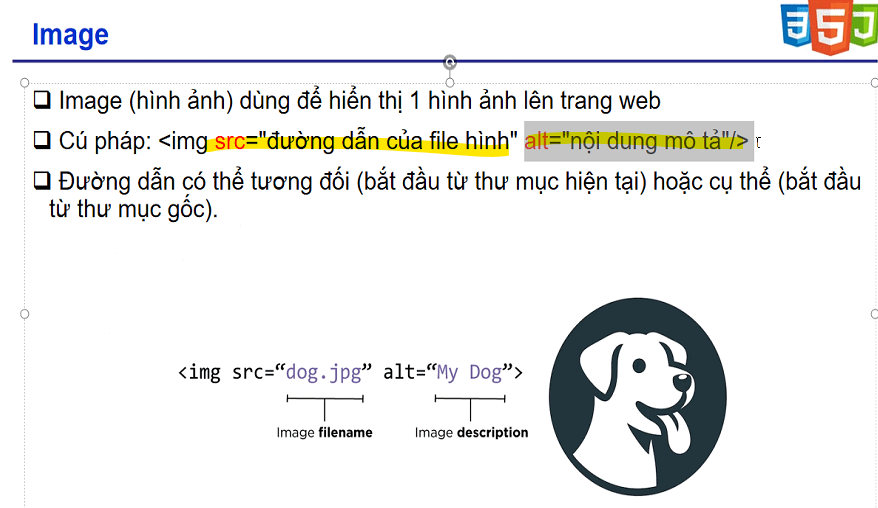 Image
3 5 J
❑ Image (hình ảnh) dùng để hiển thị 1 hình ảnh lên trang web
❑ Cú pháp: <img src="đường dẫn của file hình" alt="nội dung mô tả"/>
❑ Đường dẫn có thể tương đối (bắt đầu từ thư mục hiện tại) hoặc cụ thể (bắt đầu
từ thư mục gốc).
<img src=“dog.jpg” alt=“My Dog”>
Image filename Image description